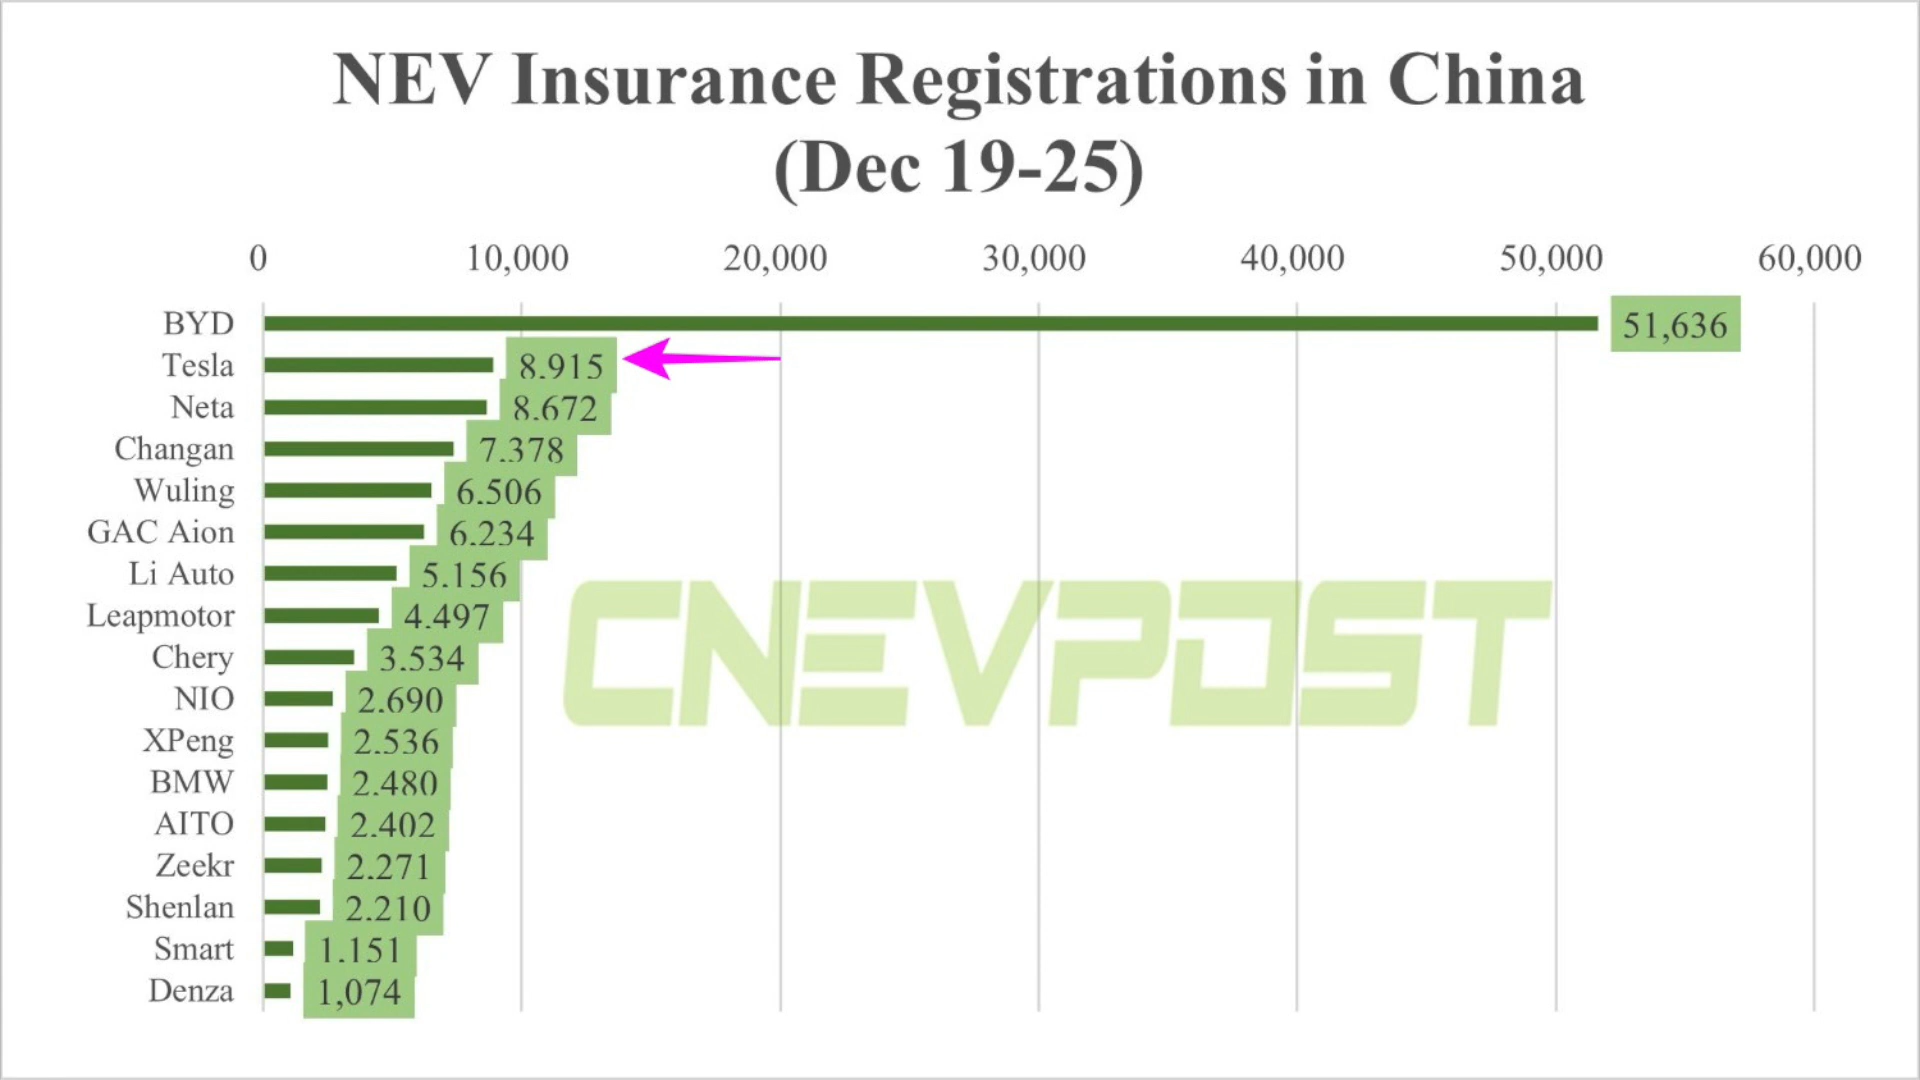 NEV Insurance Registrations in China
(Dec 19-25)
0 10,000 20,000 30,000 40,000 50,000 60,000
BYD 51,636
Tesla 8,915
Neta 8,672
Changan 7,378
Wuling 6,506
GAC Aion 6,234
Li Auto 5,156
Leapmotor 4,497
Chery 3,534
NIO 2,690
XPeng 2,536
BMW 2,480
AITO 2,402
Zeekr 2,271
Shenlan 2,210
Smart 1,151
Denza 1,074
CNEVPOST